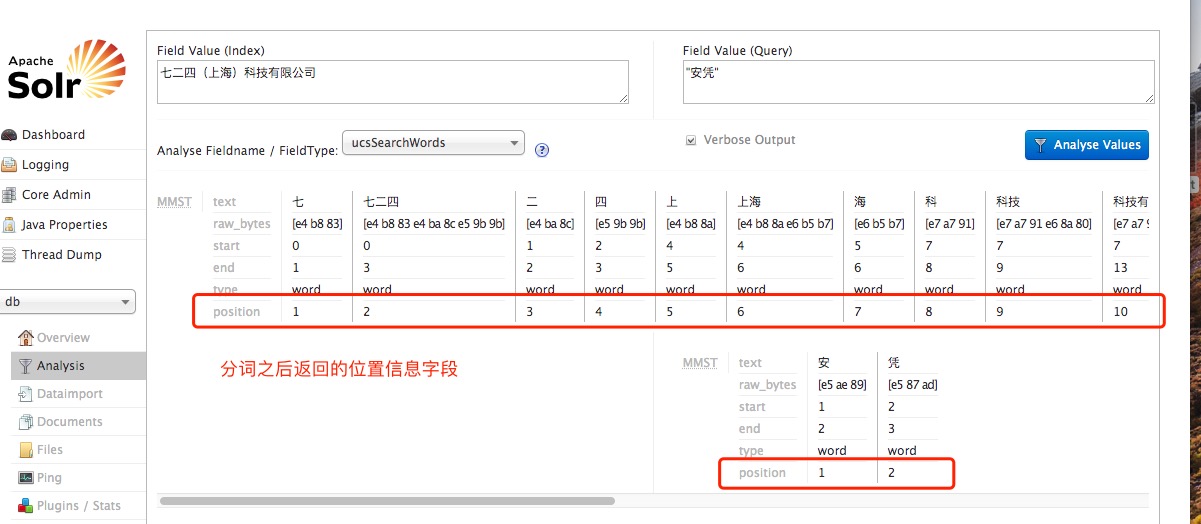 Field Value (Index)
Field Value (Query)
七二四（上海）科技有限公司
"安凭"
Apache
Solr
Dashboard
Logging
Core Admin
Java Properties
Thread Dump
db
Overview
Analysis
Dataimport
Documents
Files
Ping
Plugins / Stats
Analyse Fieldname / FieldType: ucsSearchWords ?
Verbose Output
Analyse Values
MMST text 七 七二四 二 四 上 上海 海 科 科技 科技有
raw_bytes [e4 b8 83] [e4 b8 83 e4 ba 8c e5 9b 9b] [e4 ba 8c] [e5 9b 9b] [e4 b8 8a] [e4 b8 8a e6 b5 b7] [e6 b5 b7] [e7 a7 91] [e7 a7 91 e6 8a 80] [e7 a7 9
start 0 0 1 2 4 4 5 7 7 7
end 1 3 2 3 5 6 6 8 9 13
type word word word word word word word word word word
position 1 2 3 4 5 6 7 8 9 10
分词之后返回的位置信息字段
MMST text 安 凭
raw_bytes [e5 ae 89] [e5 87 ad]
start 1 2
end 2 3
type word word
position 1 2